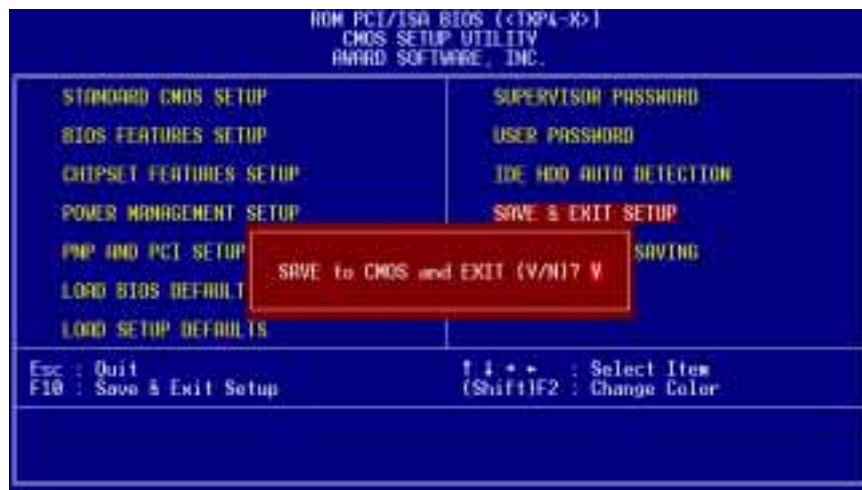 ROM PCI/ISA BIOS (<TXP4-X>)
CMOS SETUP UTILITY
AWARD SOFTWARE, INC.
STANDARD CMOS SETUP
BIOS FEATURES SETUP
CHIPSET FEATURES SETUP
POWER MANAGEMENT SETUP
PNP AND PCI SETUP
LOAD BIOS DEFAULT
LOAD SETUP DEFAULTS
SUPERVISOR PASSWORD
USER PASSWORD
IDE HDD AUTO DETECTION
SAVE & EXIT SETUP
SAVING
SAVE to CMOS and EXIT (Y/N)? Y
Esc : Quit
F10 : Save & Exit Setup
↑ ↓ → ← : Select Item
(Shift)F2 : Change Color